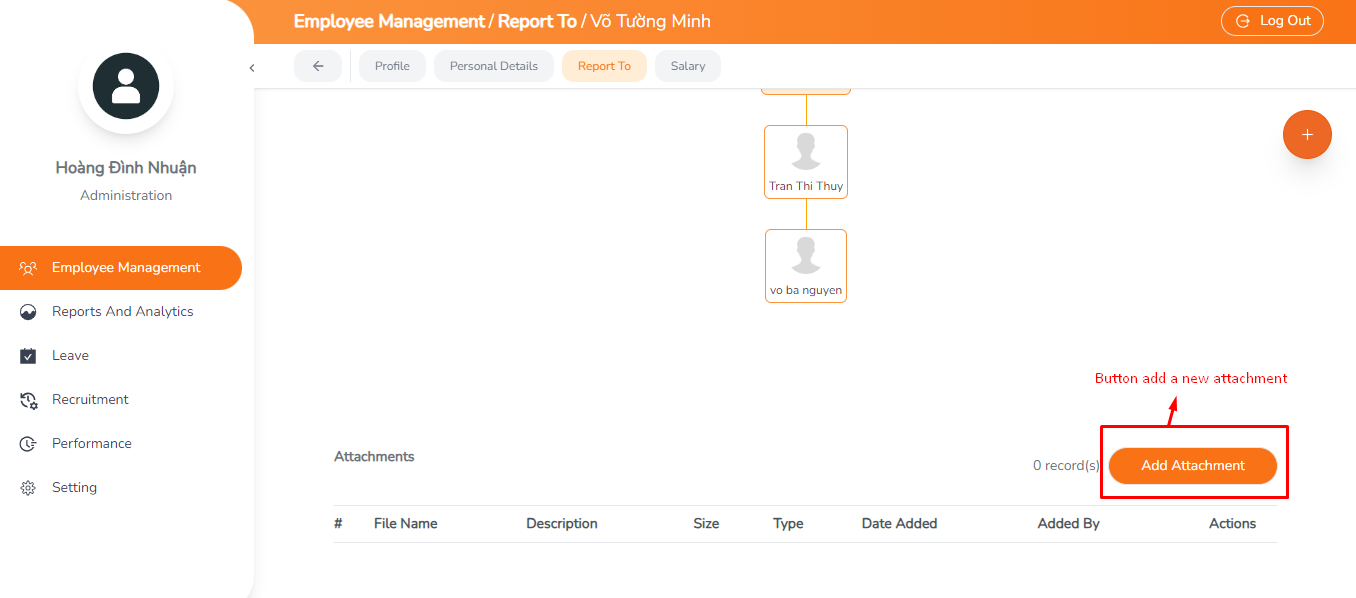 Employee Management / Report To / Võ Tường Minh
Log Out
Profile
Personal Details
Report To
Salary
Hoàng Đình Nhuận
Administration
Employee Management
Reports And Analytics
Leave
Recruitment
Performance
Setting
Tran Thi Thuy
vo ba nguyen
Button add a new attachment
Attachments
0 record(s)
Add Attachment
# File Name Description Size Type Date Added Added By Actions